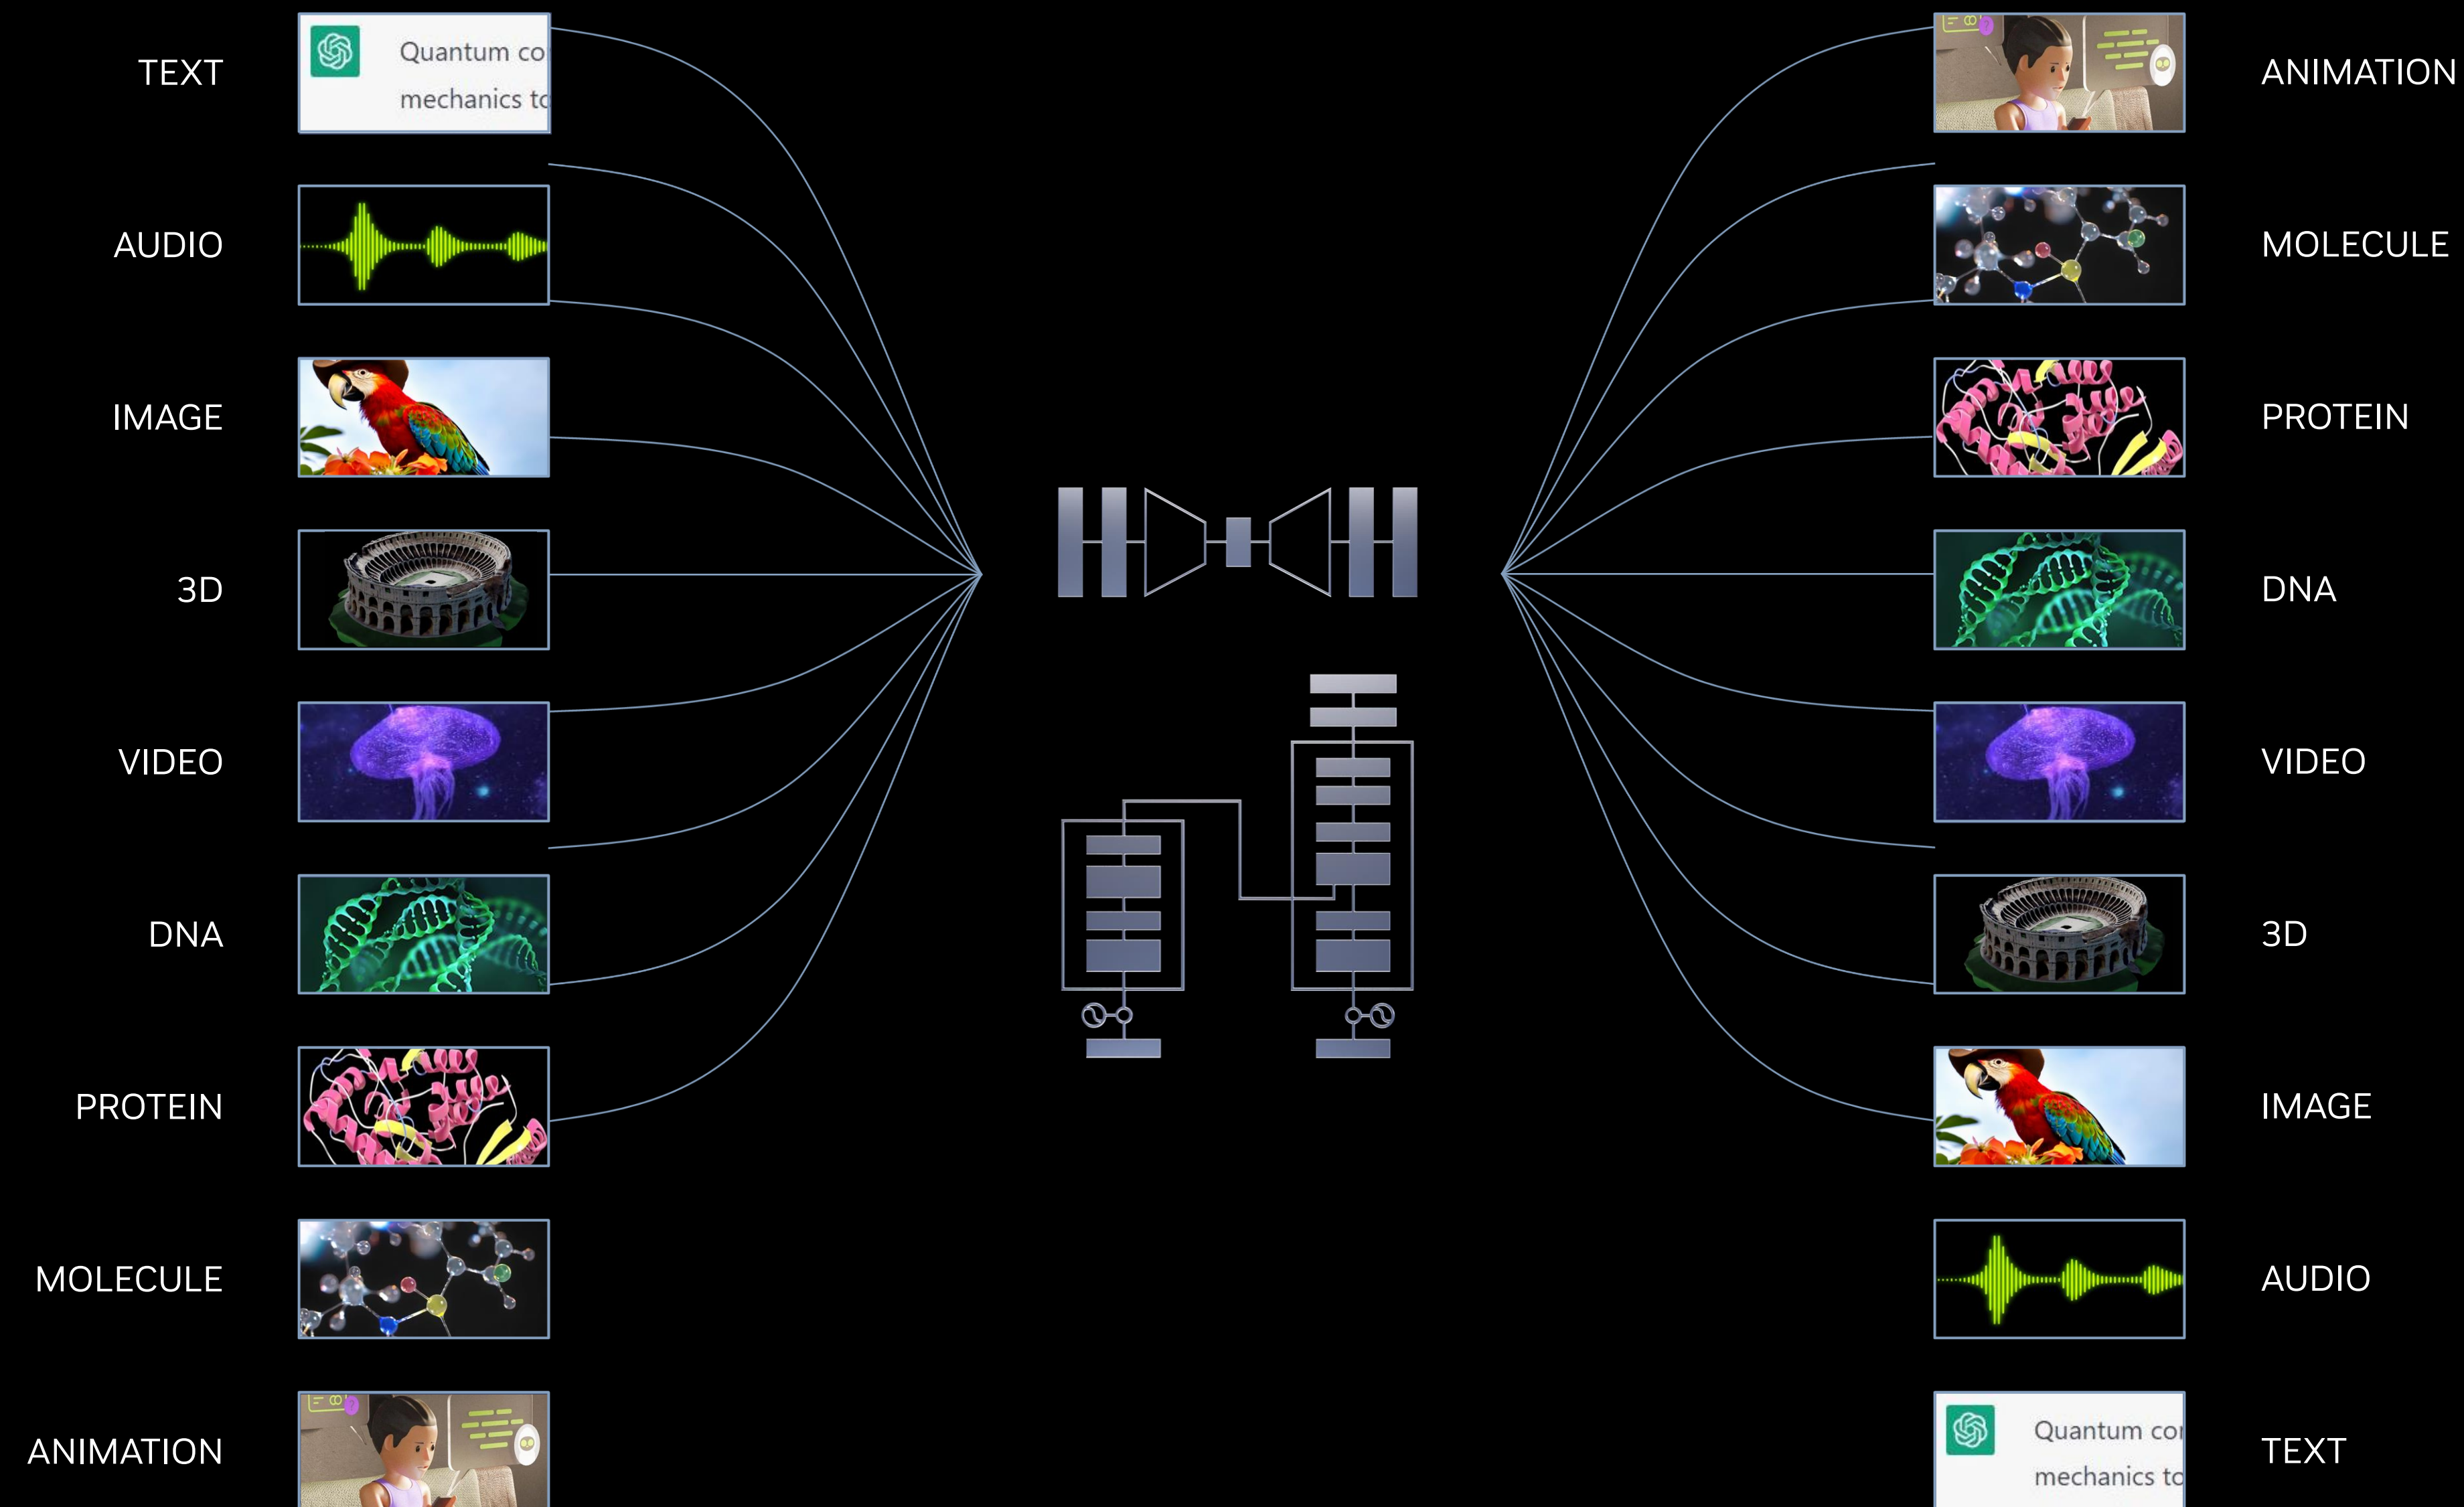 TEXT
Quantum co
mechanics to
AUDIO
IMAGE
3D
VIDEO
DNA
PROTEIN
MOLECULE
ANIMATION
ANIMATION
MOLECULE
PROTEIN
DNA
VIDEO
3D
IMAGE
AUDIO
TEXT
Quantum co
mechanics to